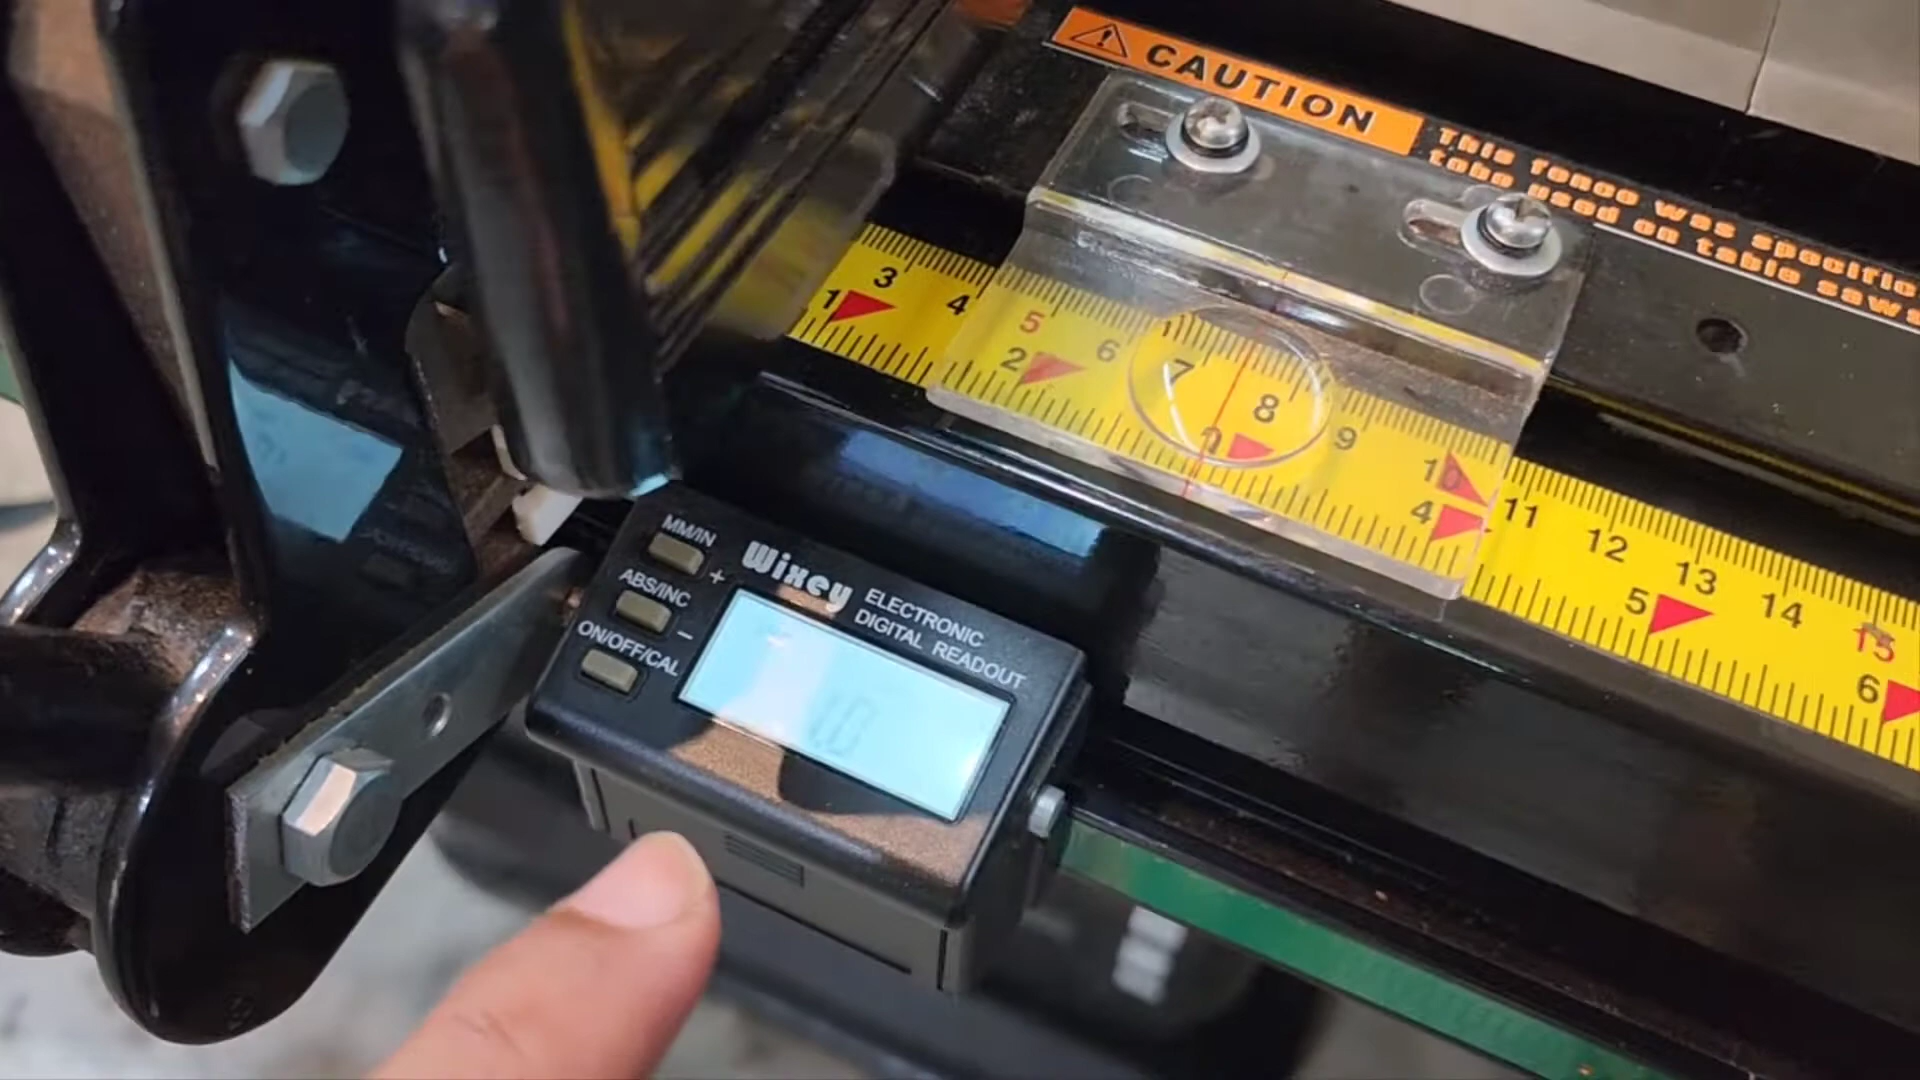 CAUTION
This fence was specific
to be used on table saws
3 4 5 6 7 8 9 10 11 12 13 14 15
1 2 4 5 6
MM/IN
+
Wixey
ELECTRONIC
DIGITAL READOUT
ABS/INC
-
ON/OFF/CAL